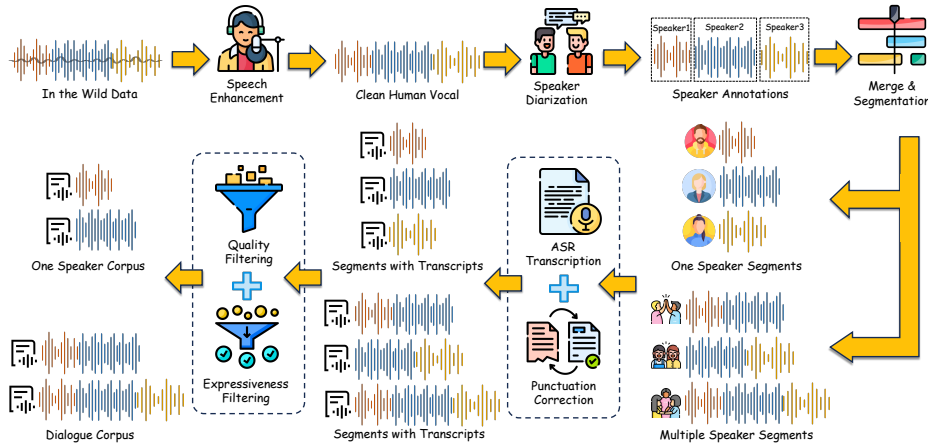 Speaker1
Speaker2
Speaker3
In the Wild Data
Speech
Enhancement
Clean Human Vocal
Speaker
Diarization
Speaker Annotations
Merge &
Segmentation
One Speaker Corpus
Quality
Filtering
Segments with Transcripts
ASR
Transcription
One Speaker Segments
Expressiveness
Filtering
Punctuation
Correction
Dialogue Corpus
Segments with Transcripts
Multiple Speaker Segments